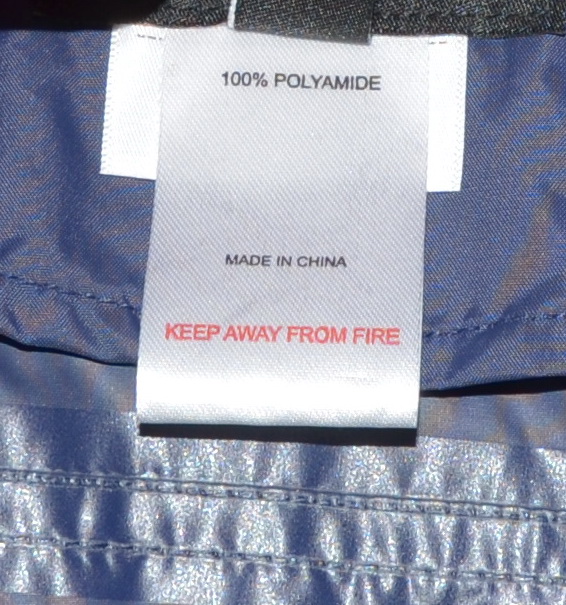 100% POLYAMIDE
MADE IN CHINA
KEEP AWAY FROM FIRE